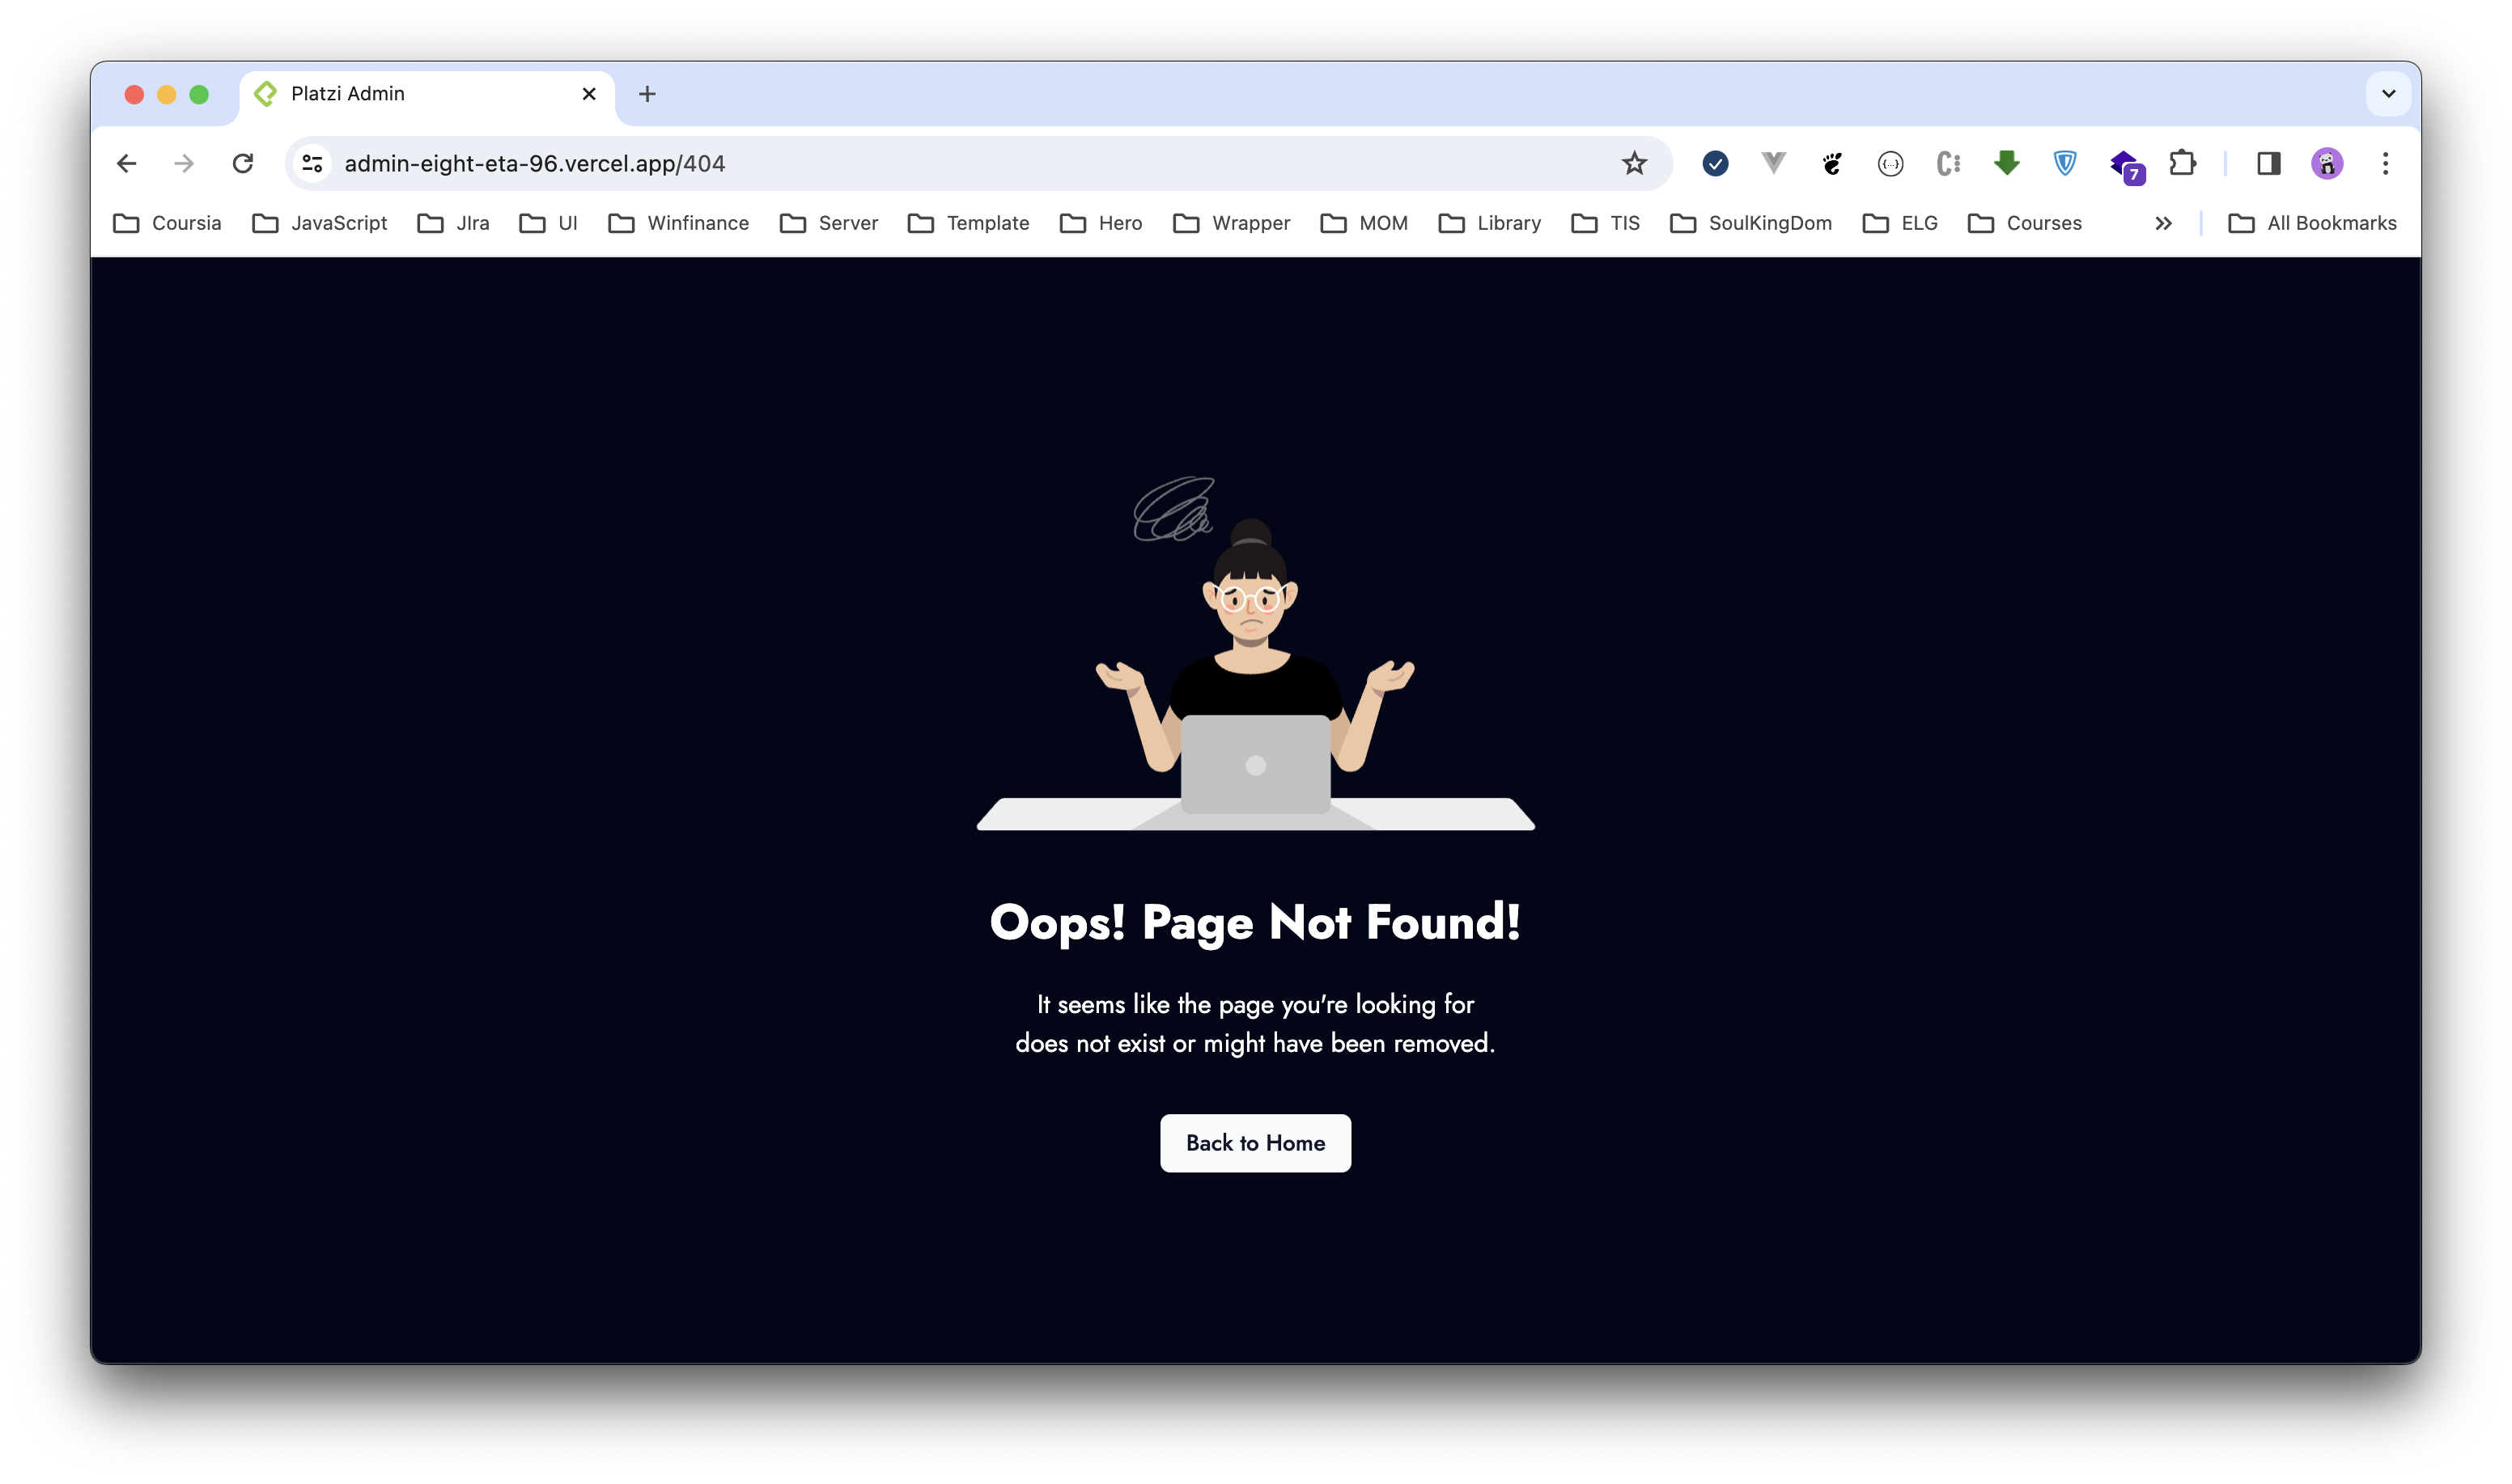 Platzi Admin
admin-eight-eta-96.vercel.app/404
7
Coursia JavaScript JIra UI Winfinance Server Template Hero Wrapper MOM Library TIS SoulKingDom ELG Courses All Bookmarks
Oops! Page Not Found!
It seems like the page you're looking for
does not exist or might have been removed.
Back to Home